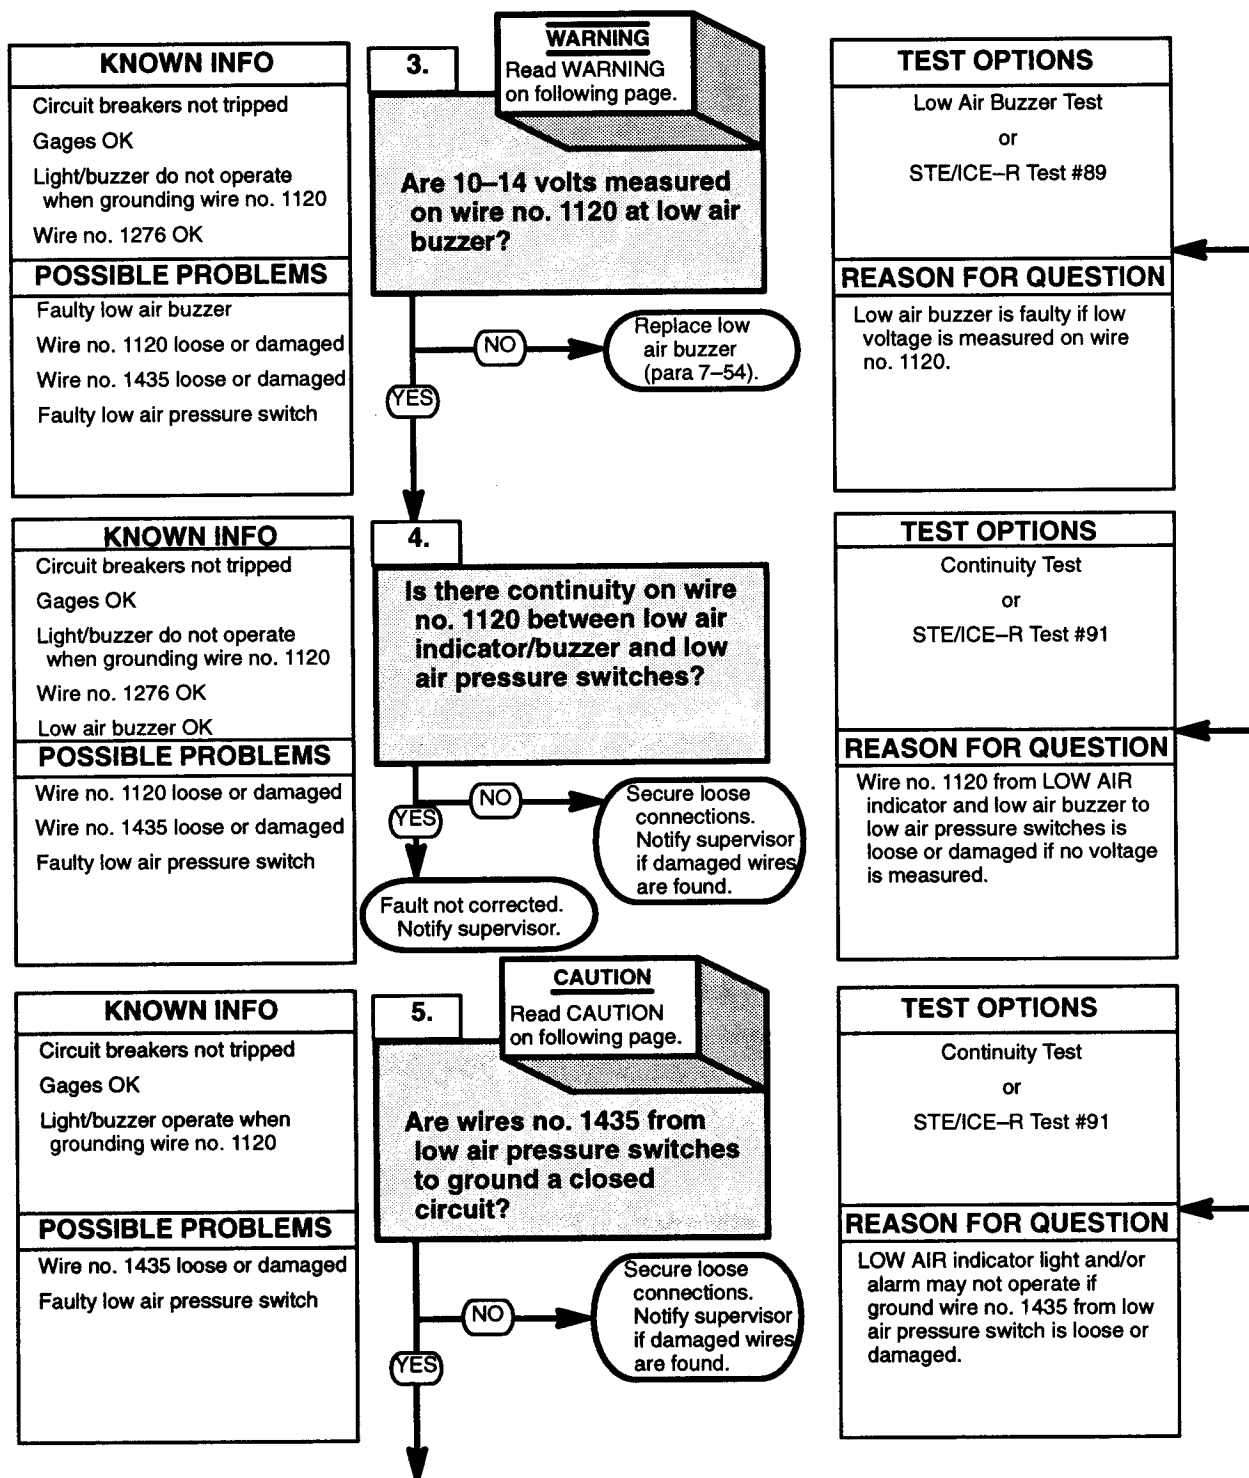 KNOWN INFO
Circuit breakers not tripped
Gages OK
Light/buzzer do not operate
when grounding wire no. 1120
Wire no. 1276 OK
POSSIBLE PROBLEMS
Faulty low air buzzer
Wire no. 1120 loose or damaged
Wire no. 1435 loose or damaged
Faulty low air pressure switch
3.
WARNING
Read WARNING
on following page.
Are 10–14 volts measured
on wire no. 1120 at low air
buzzer?
NO
Replace low
air buzzer
(para 7–54).
YES
TEST OPTIONS
Low Air Buzzer Test
or
STE/ICE–R Test #89
REASON FOR QUESTION
Low air buzzer is faulty if low
voltage is measured on wire
no. 1120.
KNOWN INFO
Circuit breakers not tripped
Gages OK
Light/buzzer do not operate
when grounding wire no. 1120
Wire no. 1276 OK
Low air buzzer OK
POSSIBLE PROBLEMS
Wire no. 1120 loose or damaged
Wire no. 1435 loose or damaged
Faulty low air pressure switch
4.
Is there continuity on wire
no. 1120 between low air
indicator/buzzer and low
air pressure switches?
NO
Secure loose
connections.
Notify supervisor
if damaged wires
are found.
YES
Fault not corrected.
Notify supervisor.
TEST OPTIONS
Continuity Test
or
STE/ICE–R Test #91
REASON FOR QUESTION
Wire no. 1120 from LOW AIR
indicator and low air buzzer to
low air pressure switches is
loose or damaged if no voltage
is measured.
KNOWN INFO
Circuit breakers not tripped
Gages OK
Light/buzzer operate when
grounding wire no. 1120
POSSIBLE PROBLEMS
Wire no. 1435 loose or damaged
Faulty low air pressure switch
5.
CAUTION
Read CAUTION
on following page.
Are wires no. 1435 from
low air pressure switches
to ground a closed
circuit?
NO
Secure loose
connections.
Notify supervisor
if damaged wires
are found.
YES
TEST OPTIONS
Continuity Test
or
STE/ICE–R Test #91
REASON FOR QUESTION
LOW AIR indicator light and/or
alarm may not operate if
ground wire no. 1435 from low
air pressure switch is loose or
damaged.